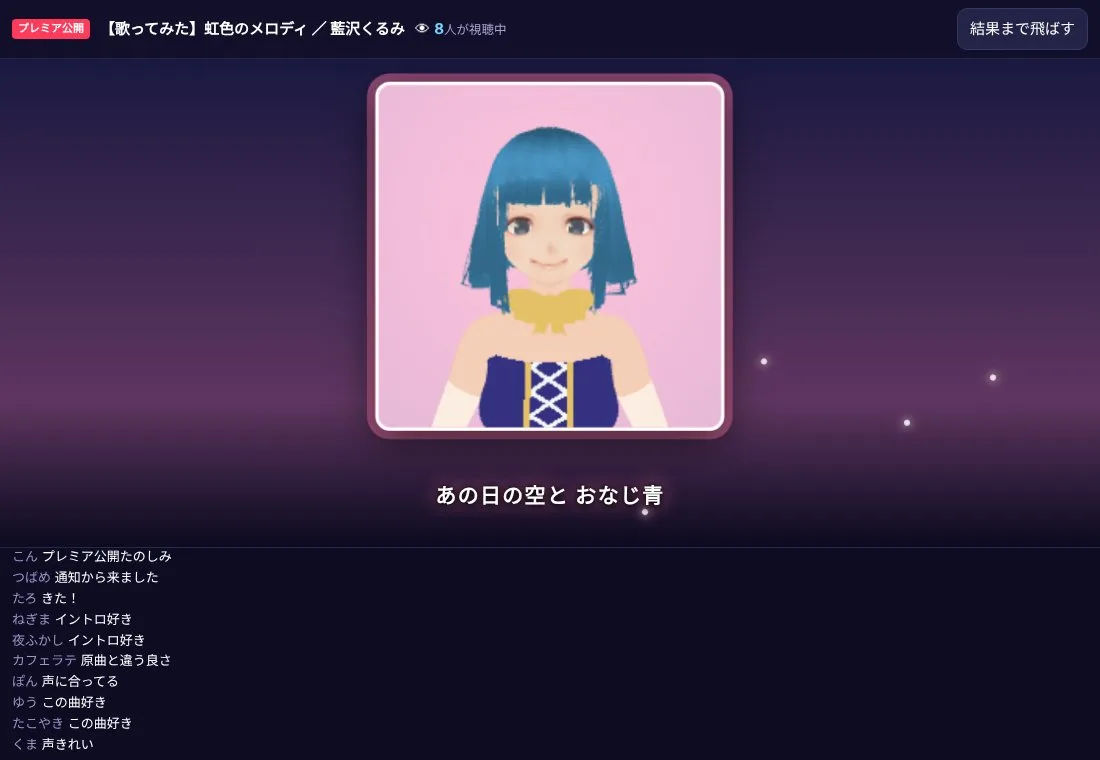 プレミア公開 【歌ってみた】虹色のメロディ ／ 藍沢くるみ 8人が視聴中 結果まで飛ばす
あの日の空と おなじ青
こん プレミア公開たのしみ
つばめ 通知から来ました
たろ きた！
ねぎま イントロ好き
夜ふかし イントロ好き
カフェラテ 原曲と違う良さ
ぽん 声に合ってる
ゆう この曲好き
たこやき この曲好き
くま 声きれい